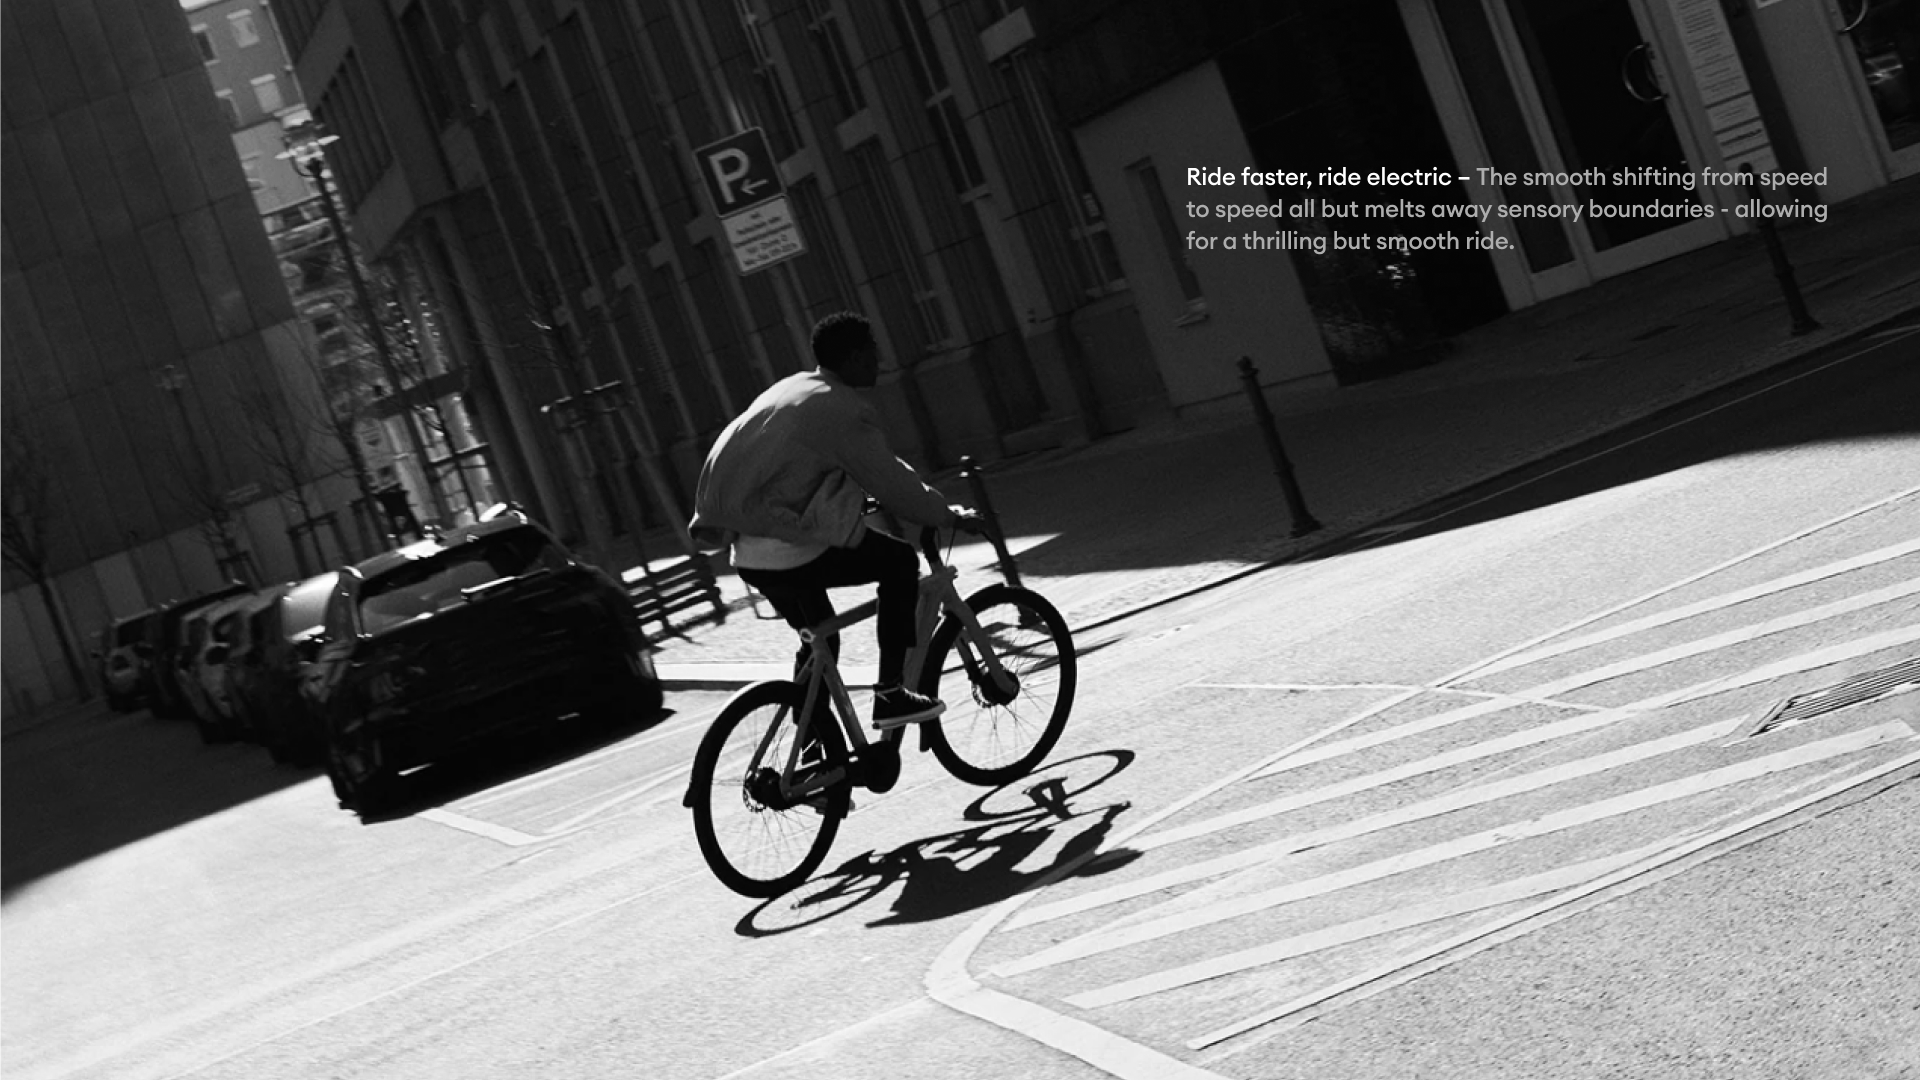 P
Ride faster, ride electric – The smooth shifting from speed
to speed all but melts away sensory boundaries - allowing
for a thrilling but smooth ride.